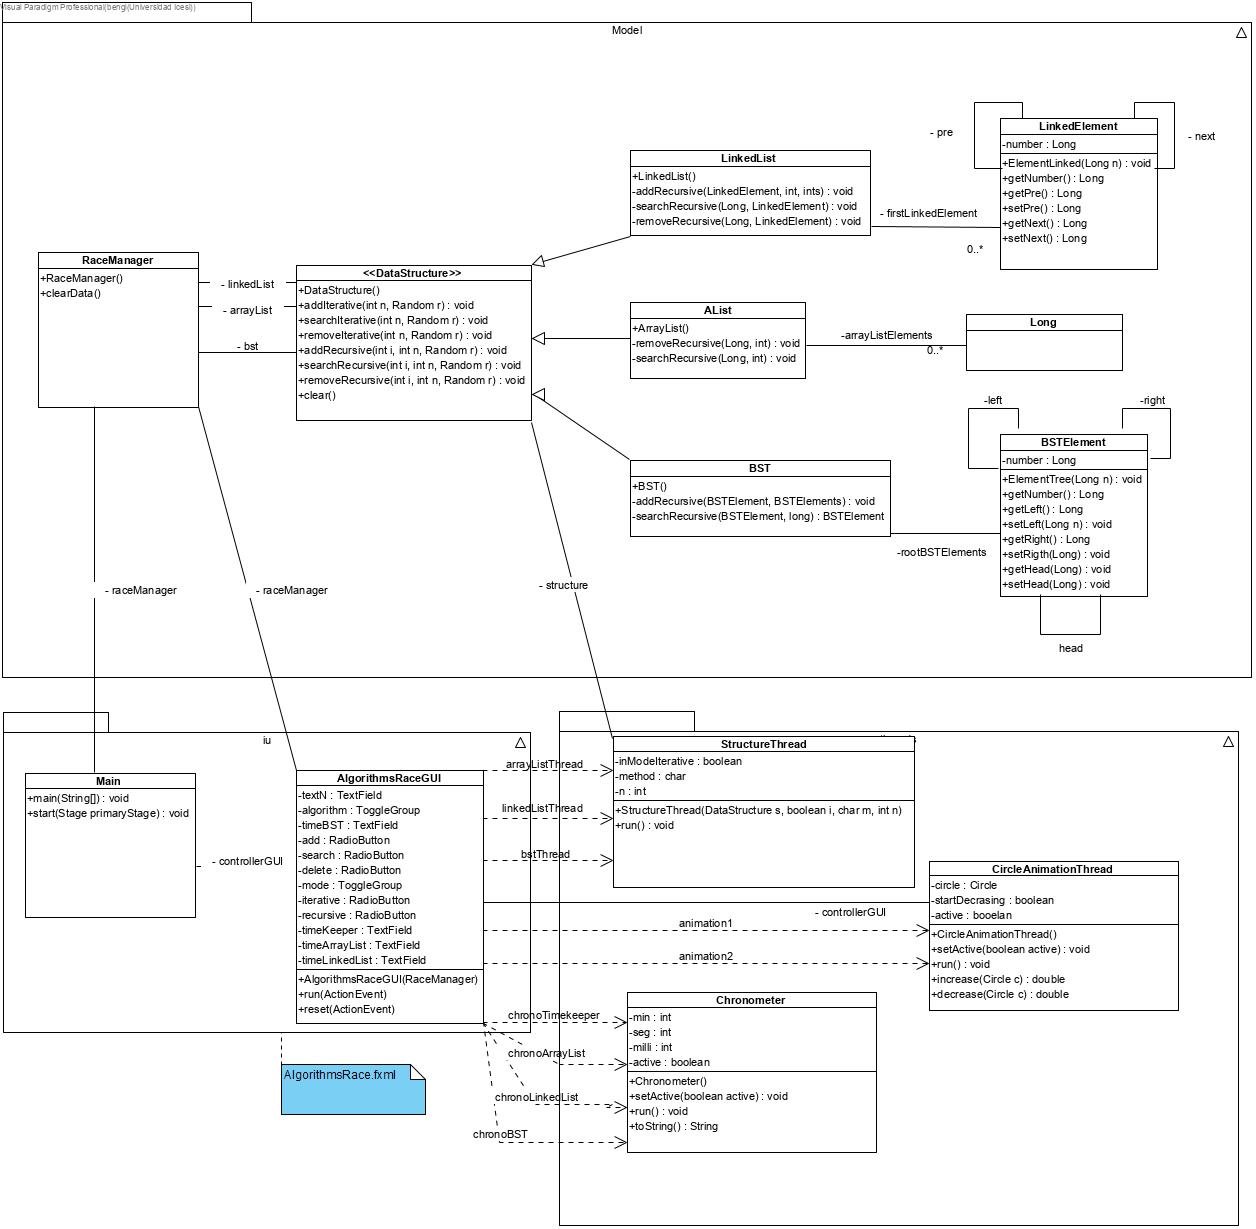 Visual Paradigm Professional(bengi(Universidad Icesi))
Model
LinkedElement
-number : Long
+ElementLinked(Long n) : void
+getNumber() : Long
+getPre() : Long
+setPre() : Long
+getNext() : Long
+setNext() : Long
- pre
- next
LinkedList
+LinkedList()
-addRecursive(LinkedElement, int, ints) : void
-searchRecursive(Long, LinkedElement) : void
-removeRecursive(Long, LinkedElement) : void
- firstLinkedElement
0..*
RaceManager
+RaceManager()
+clearData()
- linkedList
- arrayList
- bst
<<DataStructure>>
+DataStructure()
+addIterative(int n, Random r) : void
+searchIterative(int n, Random r) : void
+removeIterative(int n, Random r) : void
+addRecursive(int i, int n, Random r) : void
+searchRecursive(int i, int n, Random r) : void
+removeRecursive(int i, int n, Random r) : void
+clear()
AList
+ArrayList()
-removeRecursive(Long, int) : void
-searchRecursive(Long, int) : void
-arrayListElements
0..*
Long
-left
-right
BSTElement
-number : Long
+ElementTree(Long n) : void
+getNumber() : Long
+getLeft() : Long
+setLeft(Long n) : void
+getRight() : Long
+setRigth(Long) : void
+getHead(Long) : void
+setHead(Long) : void
head
BST
+BST()
-addRecursive(BSTElement, BSTElements) : void
-searchRecursive(BSTElement, long) : BSTElement
-rootBSTElements
- raceManager
- raceManager
- structure
iu
Main
+main(String[]) : void
+start(Stage primaryStage) : void
- controllerGUI
AlgorithmsRaceGUI
-textN : TextField
-algorithm : ToggleGroup
-timeBST : TextField
-add : RadioButton
-search : RadioButton
-delete : RadioButton
-mode : ToggleGroup
-iterative : RadioButton
-recursive : RadioButton
-timeKeeper : TextField
-timeArrayList : TextField
-timeLinkedList : TextField
+AlgorithmsRaceGUI(RaceManager)
+run(ActionEvent)
+reset(ActionEvent)
AlgorithmsRace.fxml
arrayListThread
linkedListThread
bstThread
StructureThread
-inModeIterative : boolean
-method : char
-n : int
+StructureThread(DataStructure s, boolean i, char m, int n)
+run() : void
- controllerGUI
animation1
animation2
CircleAnimationThread
-circle : Circle
-startDecrasing : boolean
-active : booelan
+CircleAnimationThread()
+setActive(boolean active) : void
+run() : void
+increase(Circle c) : double
+decrease(Circle c) : double
chronoTimekeeper
chronoArrayList
chronoLinkedList
chronoBST
Chronometer
-min : int
-seg : int
-milli : int
-active : boolean
+Chronometer()
+setActive(boolean active) : void
+run() : void
+toString() : String